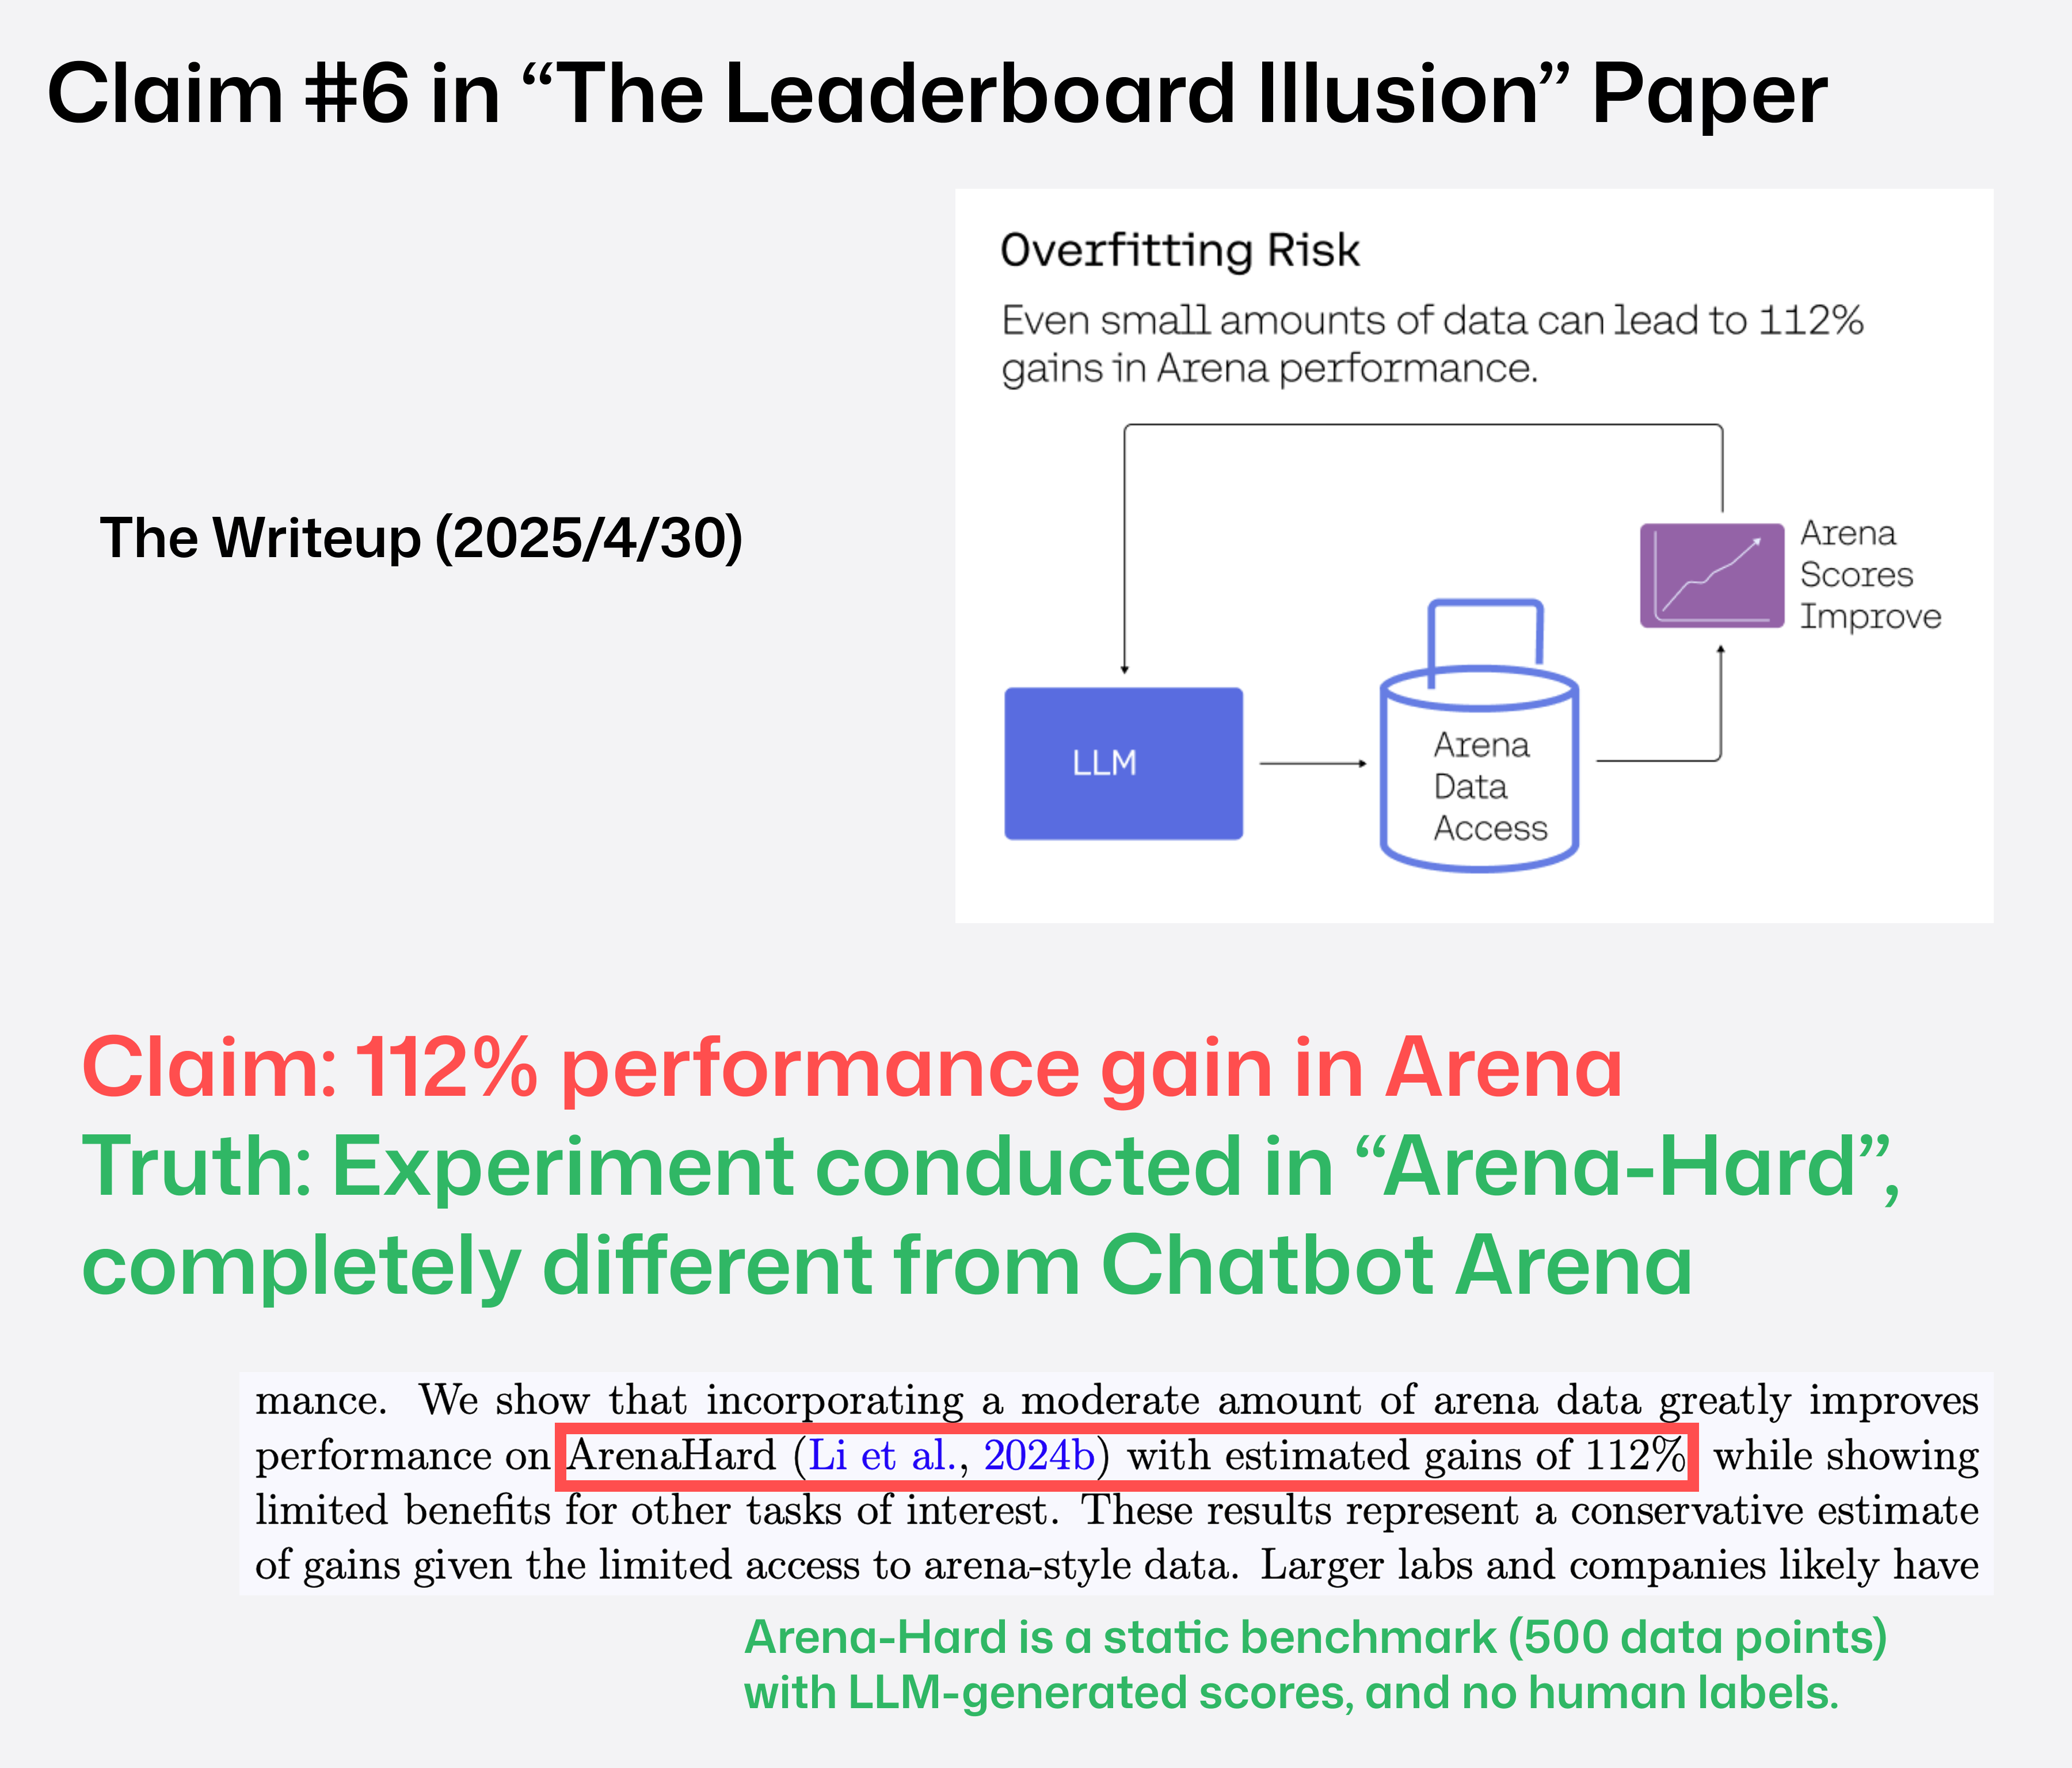 Claim #6 in “The Leaderboard Illusion” Paper
The Writeup (2025/4/30)
Overfitting Risk
Even small amounts of data can lead to 112%
gains in Arena performance.
Arena
Scores
Improve
LLM
Arena
Data
Access
Claim: 112% performance gain in Arena
Truth: Experiment conducted in “Arena-Hard”,
completely different from Chatbot Arena
mance. We show that incorporating a moderate amount of arena data greatly improves
performance on ArenaHard (Li et al., 2024b) with estimated gains of 112% while showing
limited benefits for other tasks of interest. These results represent a conservative estimate
of gains given the limited access to arena-style data. Larger labs and companies likely have
Arena-Hard is a static benchmark (500 data points)
with LLM-generated scores, and no human labels.